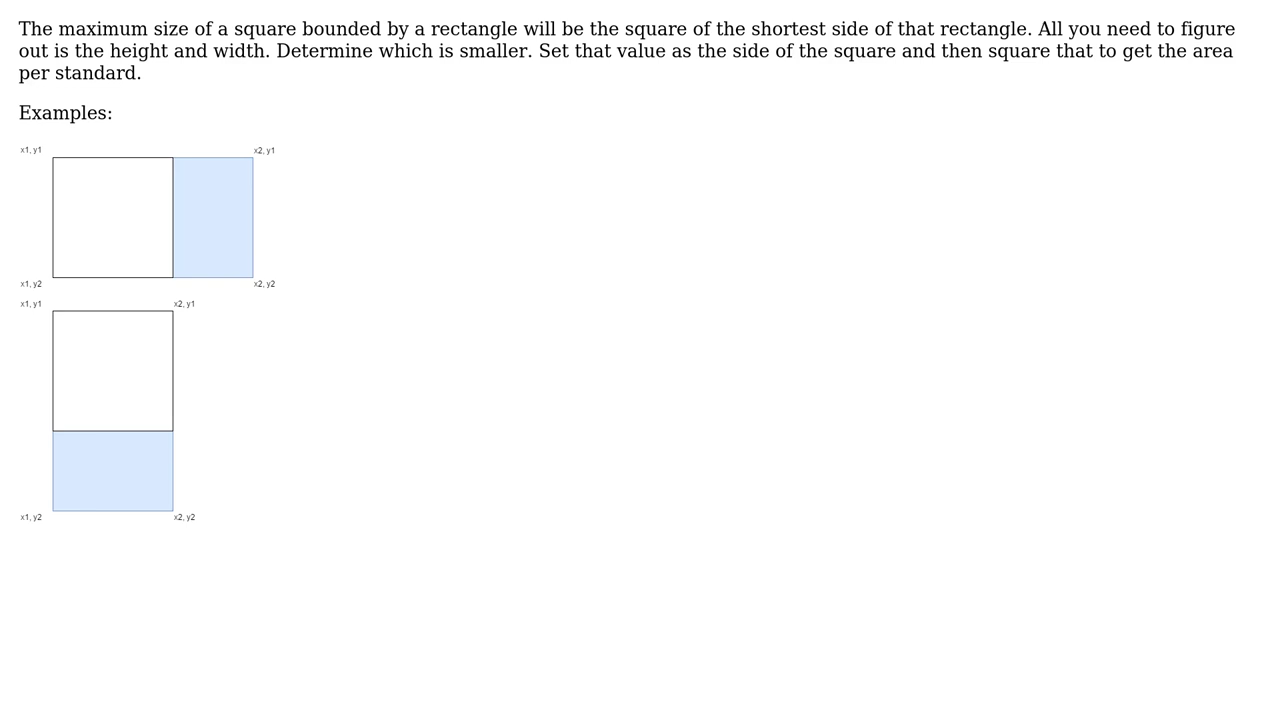 The maximum size of a square bounded by a rectangle will be the square of the shortest side of that rectangle. All you need to figure
out is the height and width. Determine which is smaller. Set that value as the side of the square and then square that to get the area
per standard.
Examples:
x1, y1 x2, y1
x1, y2 x2, y2
x1, y1 x2, y1
x1, y2 x2, y2